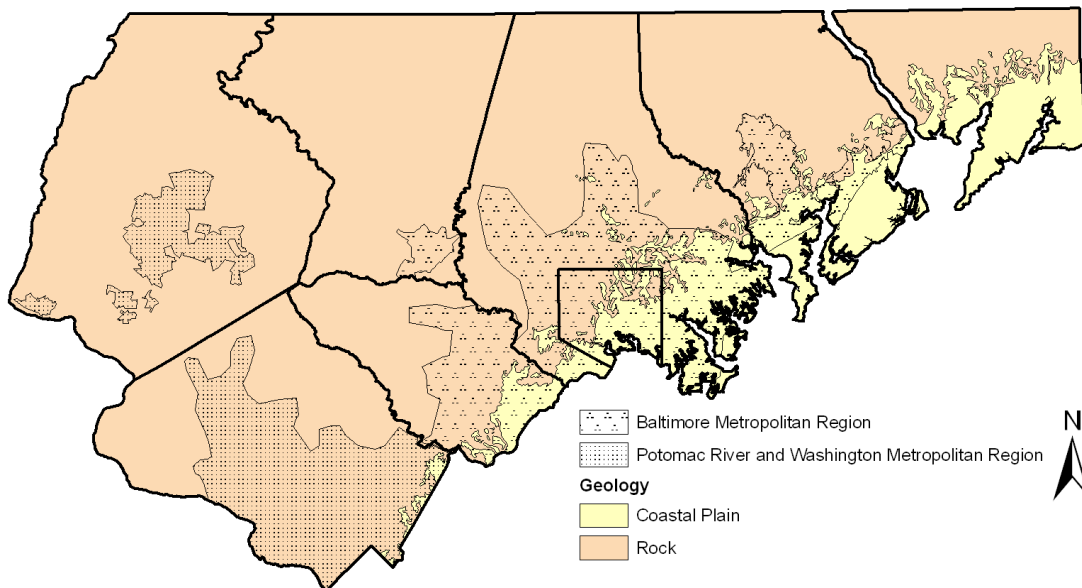 Baltimore Metropolitan Region
Potomac River and Washington Metropolitan Region
N
Geology
Coastal Plain
Rock